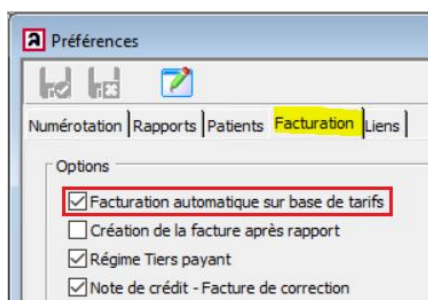 Préférences
Numérotation Rapports Patients Facturation Liens
Options
Facturation automatique sur base de tarifs
Création de la facture après rapport
Régime Tiers payant
Note de crédit - Facture de correction